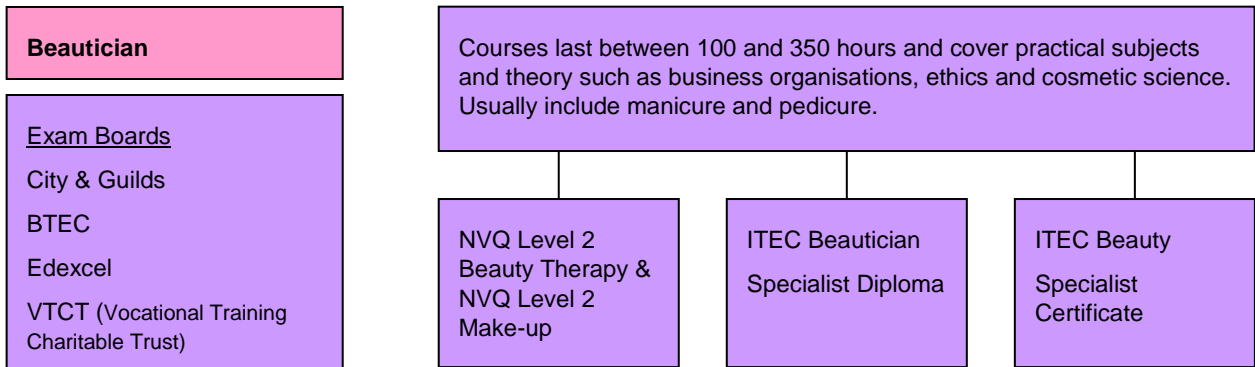 Beautician
Exam Boards
City & Guilds
BTEC
Edexcel
VTCT (Vocational Training
Charitable Trust)
Courses last between 100 and 350 hours and cover practical subjects
and theory such as business organisations, ethics and cosmetic science.
Usually include manicure and pedicure.
NVQ Level 2
Beauty Therapy &
NVQ Level 2
Make-up
ITEC Beautician
Specialist Diploma
ITEC Beauty
Specialist
Certificate